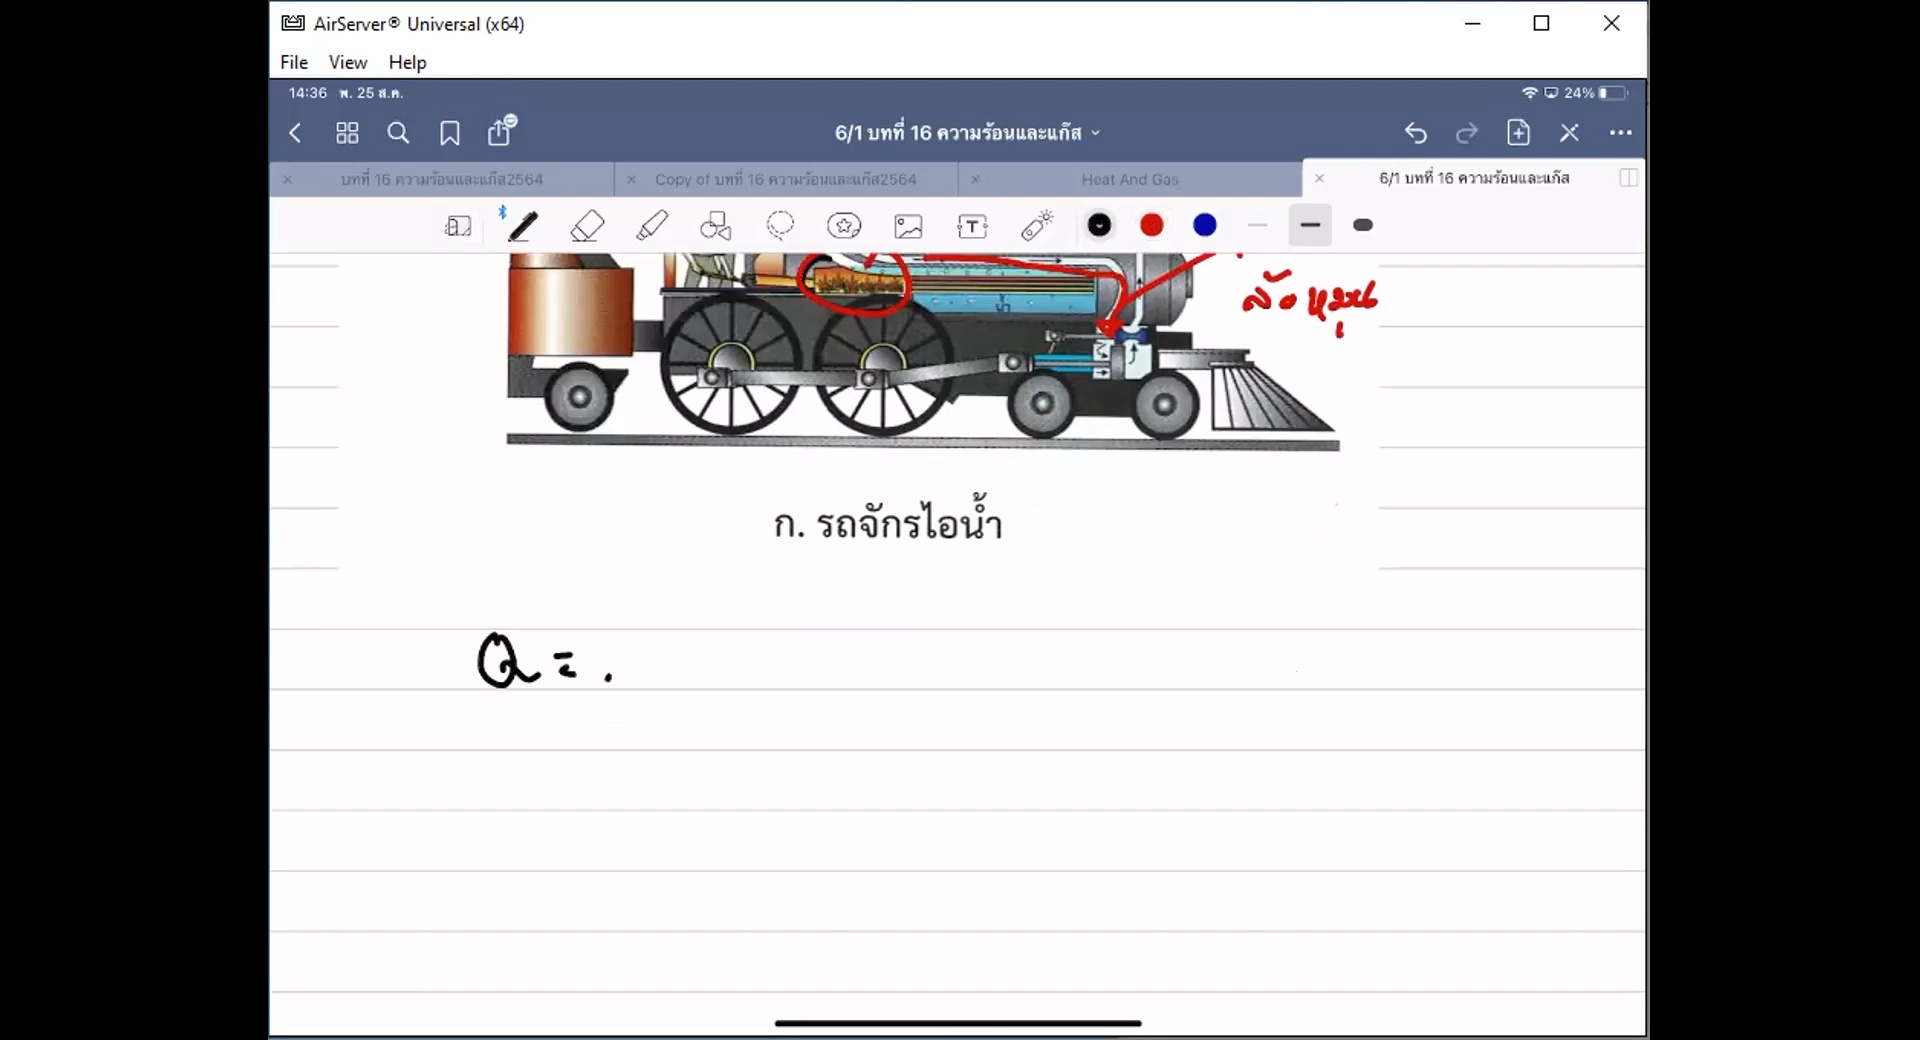 AirServer® Universal (x64)
File View Help
14:36 พ. 25 ส.ค.
24%
6/1 บทที่ 16 ความร้อนและแก๊ส
บทที่ 16 ความร้อนและแก๊ส2564
Copy of บทที่ 16 ความร้อนและแก๊ส2564
Heat And Gas
6/1 บทที่ 16 ความร้อนและแก๊ส
T
ล้อหมุน
น้ำ
ก. รถจักรไอน้ำ
Q = .